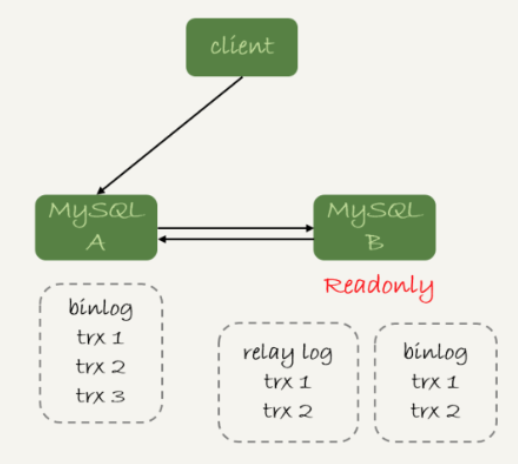 client
MySQL
A
MySQL
B
Readonly
binlog
trx 1
trx 2
trx 3
relay log
trx 1
trx 2
binlog
trx 1
trx 2